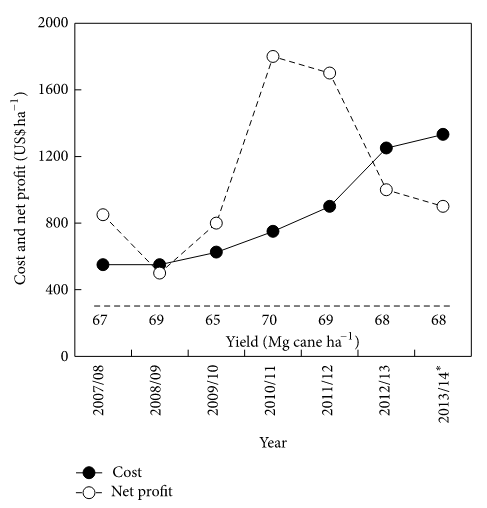 Cost and net profit (US$ ha⁻¹)
2000
1600
1200
800
400
0
67 69 65 70 69 68 68
Yield (Mg cane ha⁻¹)
2007/08 2008/09 2009/10 2010/11 2011/12 2012/13 2013/14*
Year
Cost
Net profit